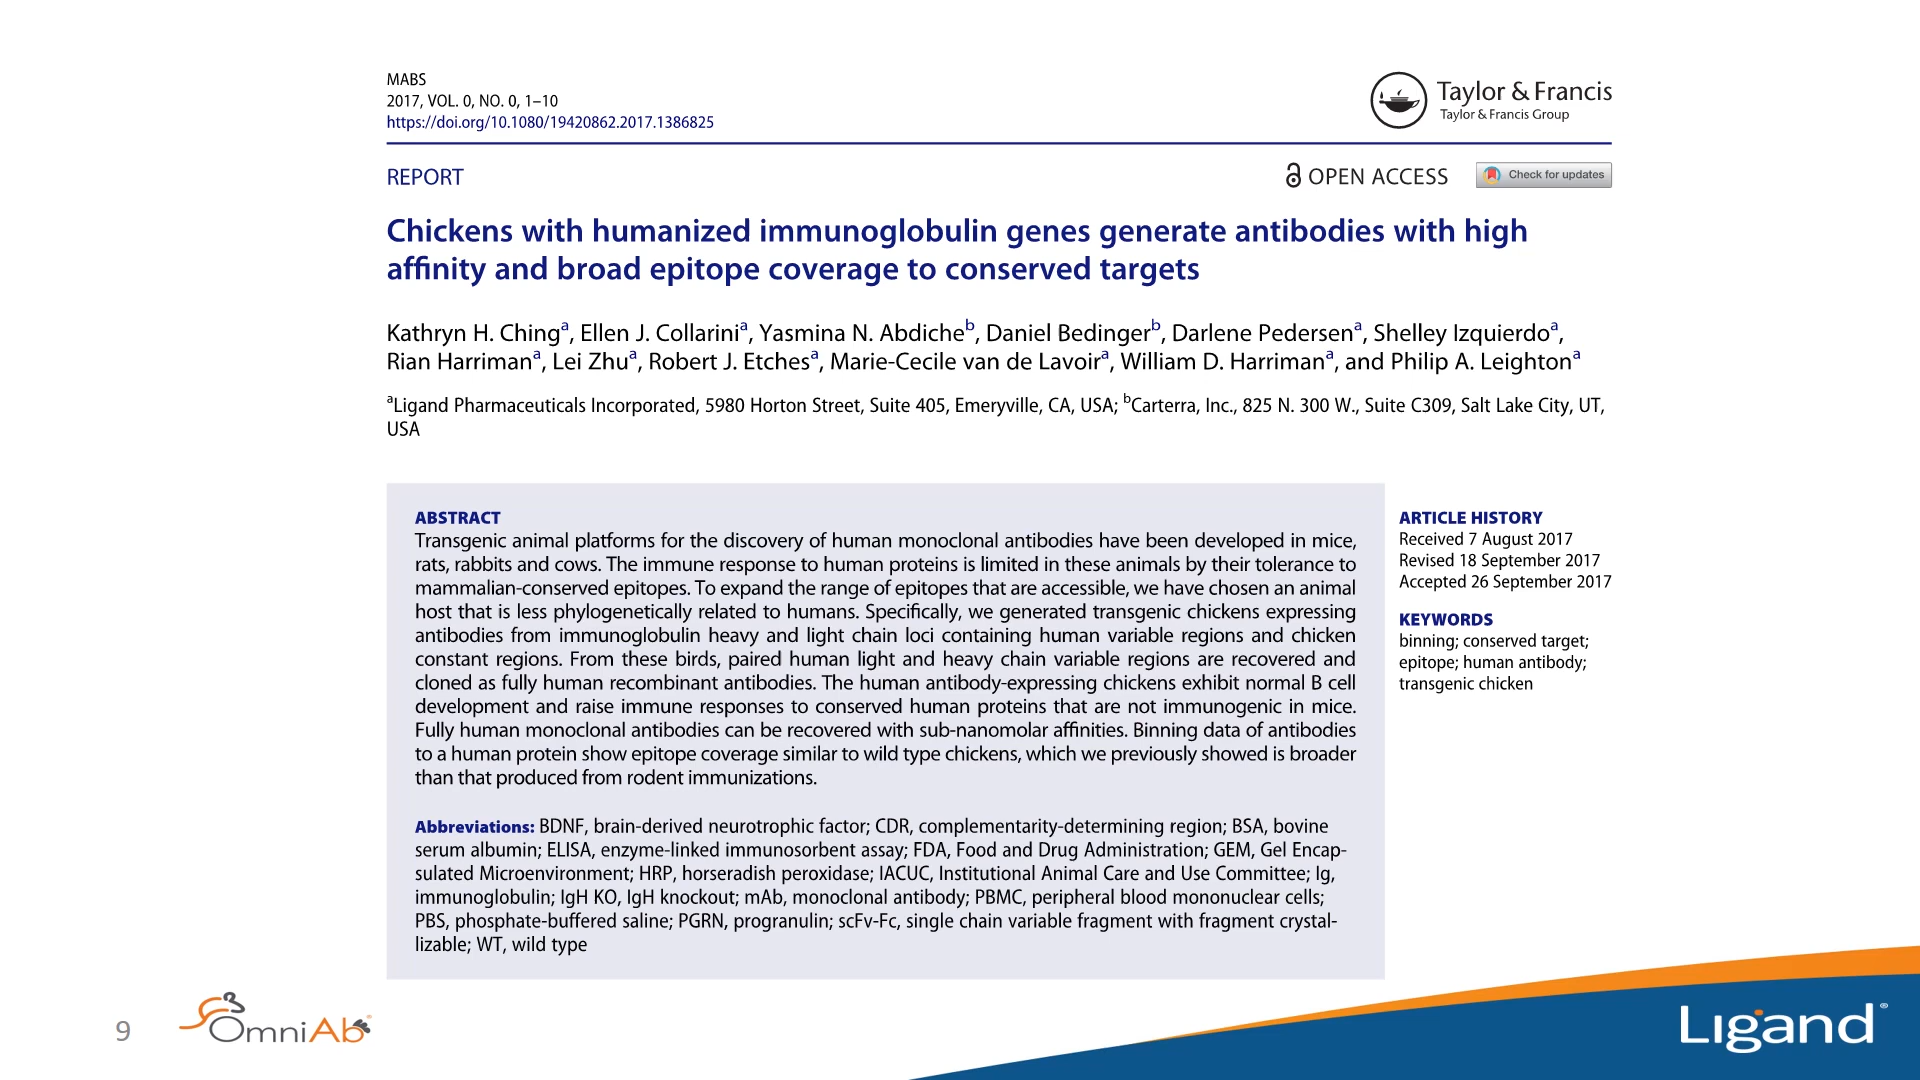 MABS
2017, VOL. 0, NO. 0, 1–10
https://doi.org/10.1080/19420862.2017.1386825
Taylor & Francis
Taylor & Francis Group
REPORT
OPEN ACCESS
Check for updates
Chickens with humanized immunoglobulin genes generate antibodies with high
affinity and broad epitope coverage to conserved targets
Kathryn H. Chingᵃ, Ellen J. Collariniᵃ, Yasmina N. Abdicheᵇ, Daniel Bedingerᵇ, Darlene Pedersenᵃ, Shelley Izquierdoᵃ,
Rian Harrimanᵃ, Lei Zhuᵃ, Robert J. Etchesᵃ, Marie-Cecile van de Lavoirᵃ, William D. Harrimanᵃ, and Philip A. Leightonᵃ
ᵃLigand Pharmaceuticals Incorporated, 5980 Horton Street, Suite 405, Emeryville, CA, USA; ᵇCarterra, Inc., 825 N. 300 W., Suite C309, Salt Lake City, UT,
USA
ABSTRACT
Transgenic animal platforms for the discovery of human monoclonal antibodies have been developed in mice,
rats, rabbits and cows. The immune response to human proteins is limited in these animals by their tolerance to
mammalian-conserved epitopes. To expand the range of epitopes that are accessible, we have chosen an animal
host that is less phylogenetically related to humans. Specifically, we generated transgenic chickens expressing
antibodies from immunoglobulin heavy and light chain loci containing human variable regions and chicken
constant regions. From these birds, paired human light and heavy chain variable regions are recovered and
cloned as fully human recombinant antibodies. The human antibody-expressing chickens exhibit normal B cell
development and raise immune responses to conserved human proteins that are not immunogenic in mice.
Fully human monoclonal antibodies can be recovered with sub-nanomolar affinities. Binning data of antibodies
to a human protein show epitope coverage similar to wild type chickens, which we previously showed is broader
than that produced from rodent immunizations.
Abbreviations: BDNF, brain-derived neurotrophic factor; CDR, complementarity-determining region; BSA, bovine
serum albumin; ELISA, enzyme-linked immunosorbent assay; FDA, Food and Drug Administration; GEM, Gel Encap-
sulated Microenvironment; HRP, horseradish peroxidase; IACUC, Institutional Animal Care and Use Committee; Ig,
immunoglobulin; IgH KO, IgH knockout; mAb, monoclonal antibody; PBMC, peripheral blood mononuclear cells;
PBS, phosphate-buffered saline; PGRN, progranulin; scFv-Fc, single chain variable fragment with fragment crystal-
lizable; WT, wild type
ARTICLE HISTORY
Received 7 August 2017
Revised 18 September 2017
Accepted 26 September 2017
KEYWORDS
binning; conserved target;
epitope; human antibody;
transgenic chicken
9
OmniAb
Ligand®